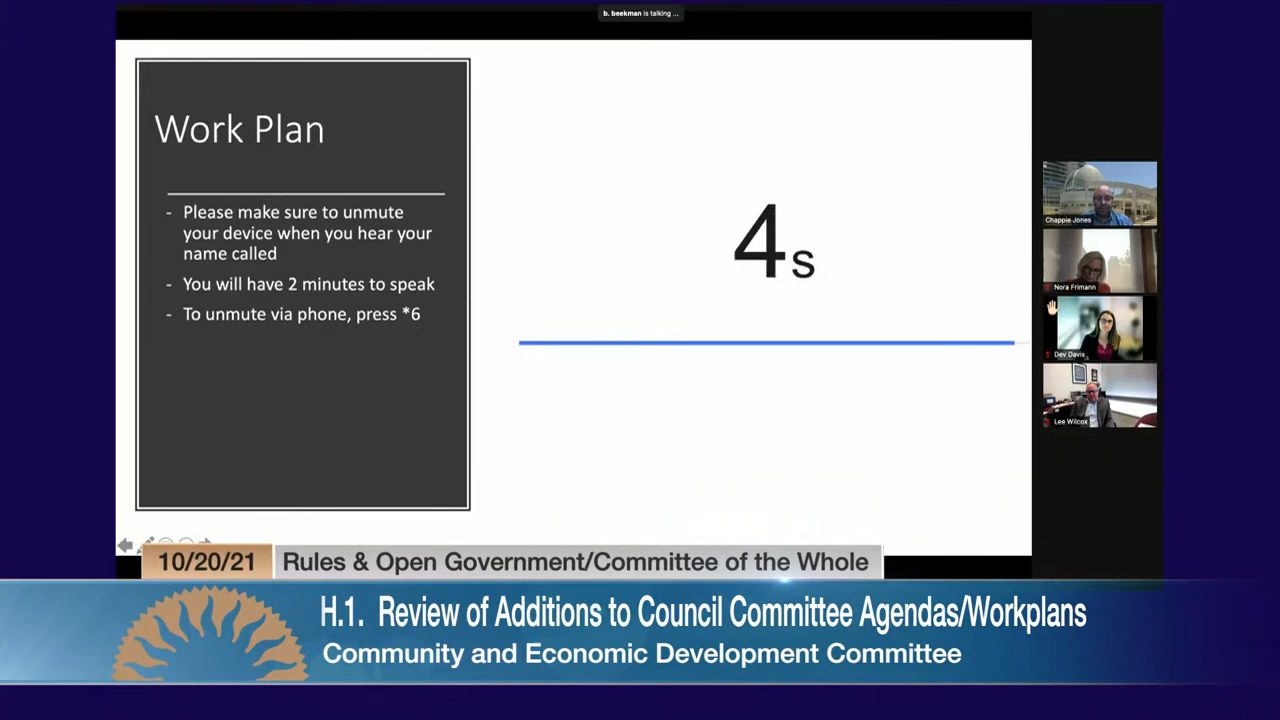 b. beekman is talking ...
Work Plan
- Please make sure to unmute
your device when you hear your
name called
- You will have 2 minutes to speak
- To unmute via phone, press *6
4s
Chappie Jones
Nora Frimann
Dev Davis
Lee Wilcox
10/20/21
Rules & Open Government/Committee of the Whole
H.1. Review of Additions to Council Committee Agendas/Workplans
Community and Economic Development Committee